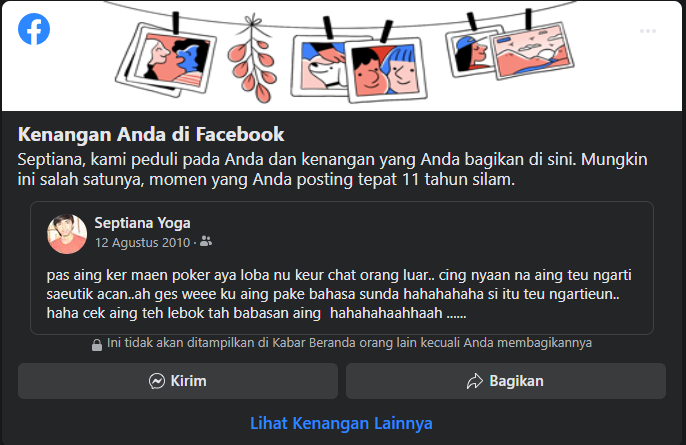 Kenangan Anda di Facebook
Septiana, kami peduli pada Anda dan kenangan yang Anda bagikan di sini. Mungkin
ini salah satunya, momen yang Anda posting tepat 11 tahun silam.
Septiana Yoga
12 Agustus 2010 ·
pas aing ker maen poker aya loba nu keur chat orang luar.. cing nyaan na aing teu ngarti
saeutik acan..ah ges weee ku aing pake bahasa sunda hahahahaha si itu teu ngartieun..
haha cek aing teh lebok tah babasan aing  hahahahaahhaah ......
Ini tidak akan ditampilkan di Kabar Beranda orang lain kecuali Anda membagikannya
Kirim
Bagikan
Lihat Kenangan Lainnya